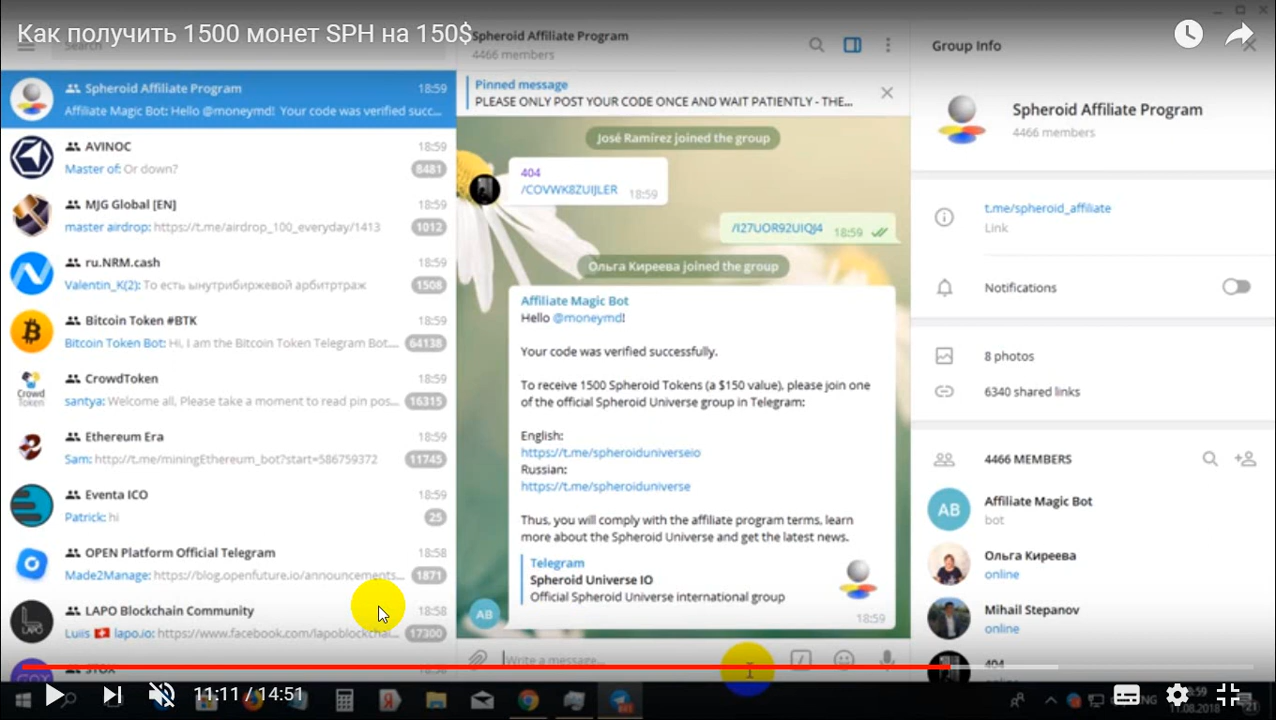 Как получить 1500 монет SPH на 150$
Search
Spheroid Affiliate Program
18:59
Affiliate Magic Bot: Hello @moneymd! Your code was verified succ...
AVINOC
18:59
Master of: Or down?
8481
MJG Global [EN]
18:59
master airdrop: https://t.me/airdrop_100_everyday/1413
1012
ru.NRM.cash
18:59
Valentin_K(2): То есть ынутрибиржевой арбитртраж
1508
Bitcoin Token #BTK
18:59
Bitcoin Token Bot: Hi, I am the Bitcoin Token Telegram Bot....
64138
CrowdToken
18:59
santya: Welcome all, Please take a moment to read pin pos...
16315
Crowd
Token
Ethereum Era
18:59
Sam: http://t.me/miningEthereum_bot?start=586759372
11745
Eventa ICO
18:59
Patrick: hi
25
OPEN Platform Official Telegram
18:58
Made2Manage: https://blog.openfuture.io/announcements...
1871
LAPO Blockchain Community
18:58
Luiis lapo.io: https://www.facebook.com/lapoblockchai...
17300
LAPO
STOX
Spheroid Affiliate Program
4466 members
Pinned message
PLEASE ONLY POST YOUR CODE ONCE AND WAIT PATIENTLY - THE...
José Ramírez joined the group
404
/COVWK8ZUIJLER 18:59
/I27UOR92UIQJ4 18:59
Ольга Киреева joined the group
Affiliate Magic Bot
Hello @moneymd!
Your code was verified successfully.
To receive 1500 Spheroid Tokens (a $150 value), please join one
of the official Spheroid Universe group in Telegram:
English:
https://t.me/spheroiduniverseio
Russian:
https://t.me/spheroiduniverse
Thus, you will comply with the affiliate program terms, learn
more about the Spheroid Universe and get the latest news.
Telegram
Spheroid Universe IO
Official Spheroid Universe international group
18:59
AB
Write a message...
Group Info
Spheroid Affiliate Program
4466 members
t.me/spheroid_affiliate
Link
Notifications
8 photos
6340 shared links
4466 MEMBERS
AB
Affiliate Magic Bot
bot
Ольга Киреева
online
Mihail Stepanov
online
404
11:11 / 14:51
11.08.2018